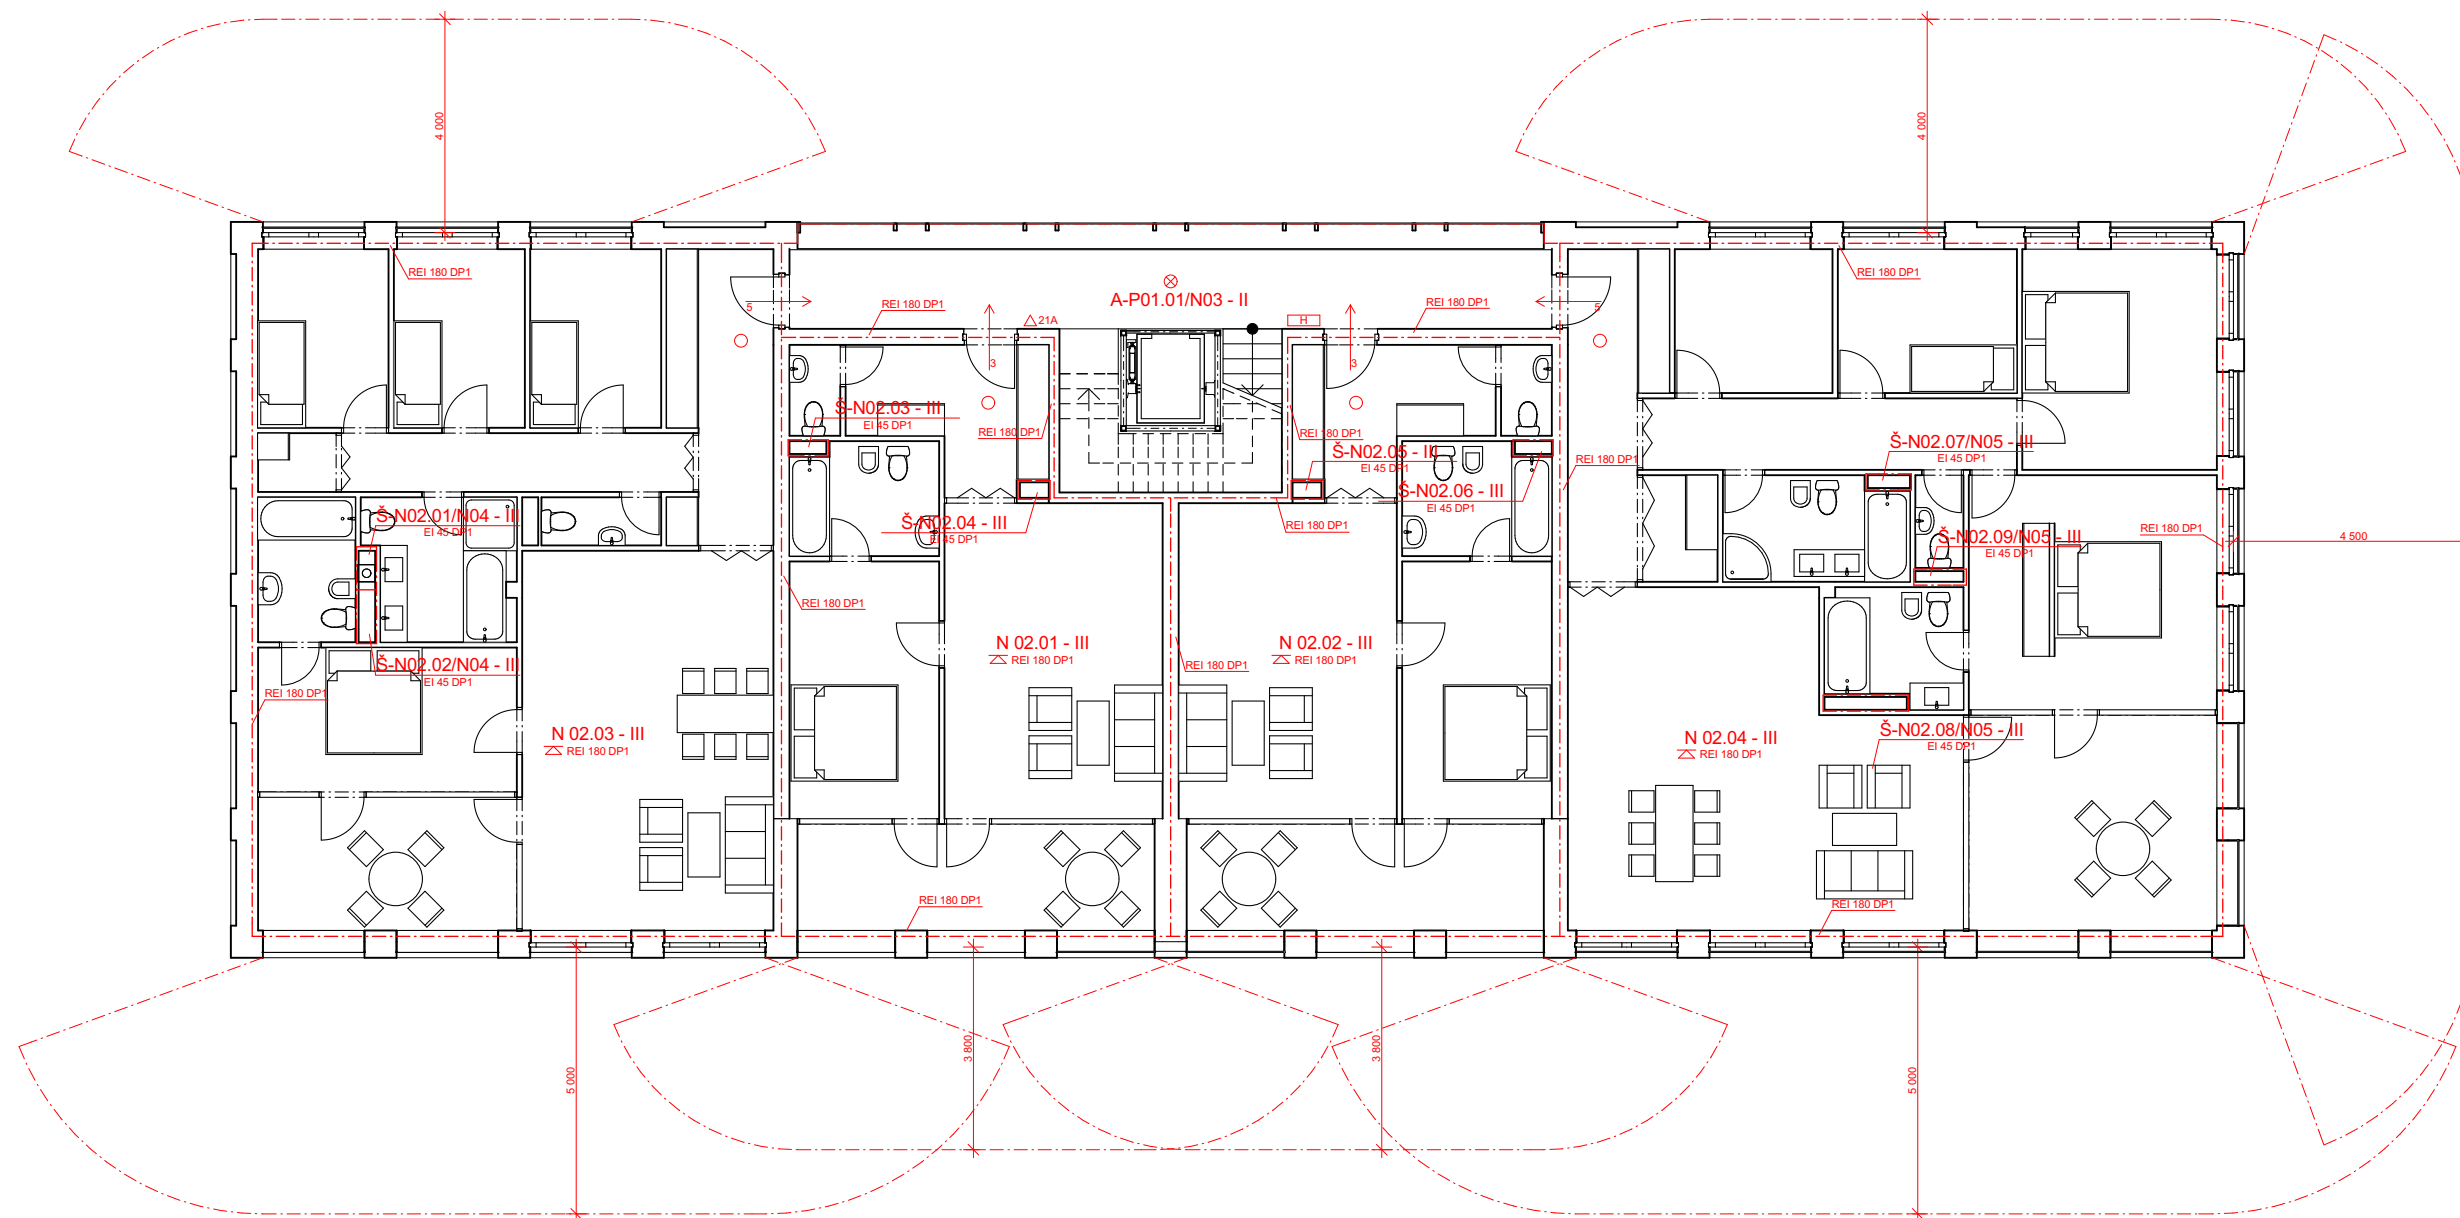 4 000
4 000
REI 180 DP1
REI 180 DP1
A-P01.01/N03 - II
REI 180 DP1
REI 180 DP1
5
5
21A
H
3
3
Š-N02.03 - III
EI 45 DP1
REI 180 DP1
REI 180 DP1
Š-N02.05 - III
EI 45 DP1
Š-N02.07/N05 - III
EI 45 DP1
REI 180 DP1
Š-N02.06 - III
EI 45 DP1
Š-N02.01/N04 - III
EI 45 DP1
Š-N02.04 - III
EI 45 DP1
REI 180 DP1
REI 180 DP1
Š-N02.09/N05 - III
EI 45 DP1
4 500
REI 180 DP1
N 02.01 - III
REI 180 DP1
N 02.02 - III
REI 180 DP1
REI 180 DP1
Š-N02.02/N04 - III
EI 45 DP1
REI 180 DP1
N 02.03 - III
REI 180 DP1
N 02.04 - III
REI 180 DP1
Š-N02.08/N05 - III
EI 45 DP1
REI 180 DP1
REI 180 DP1
3 800
3 800
5 000
5 000